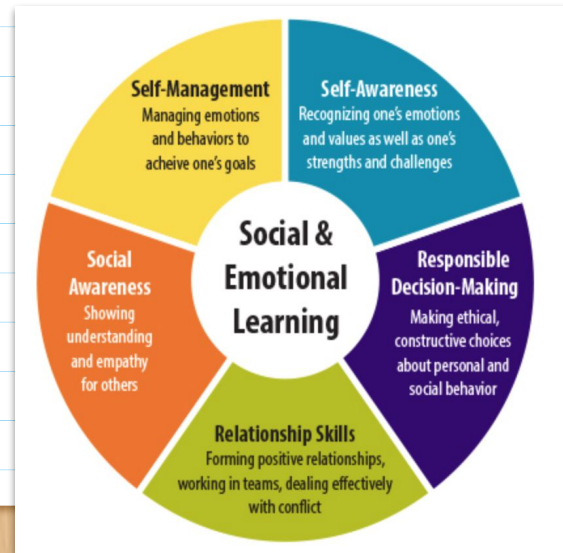 Self-Management
Managing emotions
and behaviors to
acheive one's goals
Self-Awareness
Recognizing one's emotions
and values as well as one's
strengths and challenges
Social &
Emotional
Learning
Social
Awareness
Showing
understanding
and empathy
for others
Responsible
Decision-Making
Making ethical,
constructive choices
about personal and
social behavior
Relationship Skills
Forming positive relationships,
working in teams, dealing effectively
with conflict